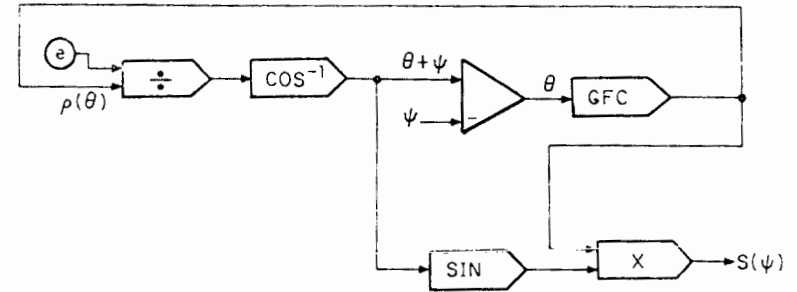 e
÷
COS⁻¹
θ+ψ
θ
GFC
ρ(θ)
ψ
-
SIN
X
S(ψ)